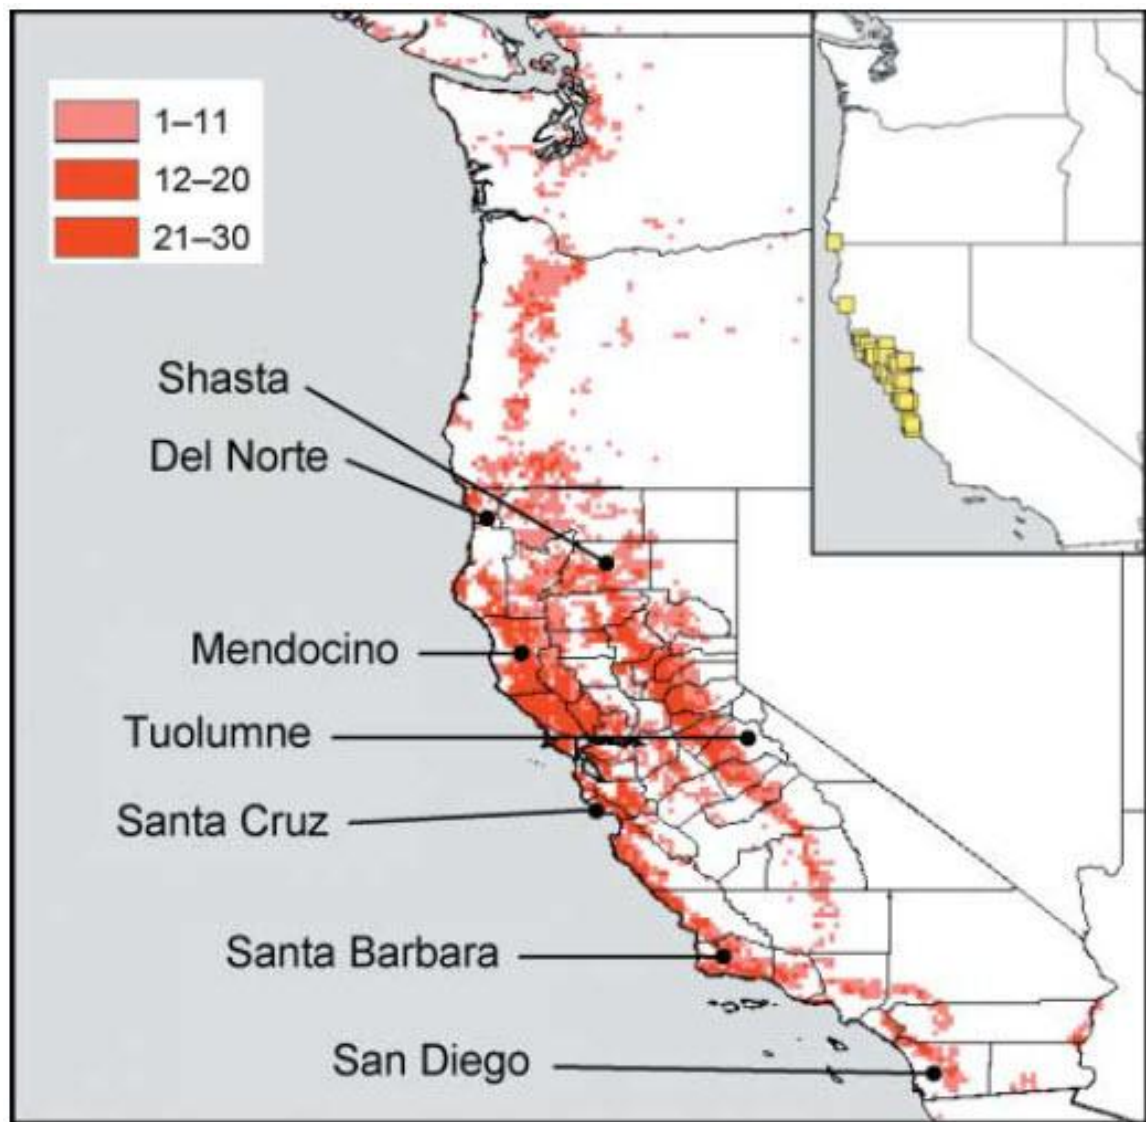 1–11
12–20
21–30
Shasta
Del Norte
Mendocino
Tuolumne
Santa Cruz
Santa Barbara
San Diego